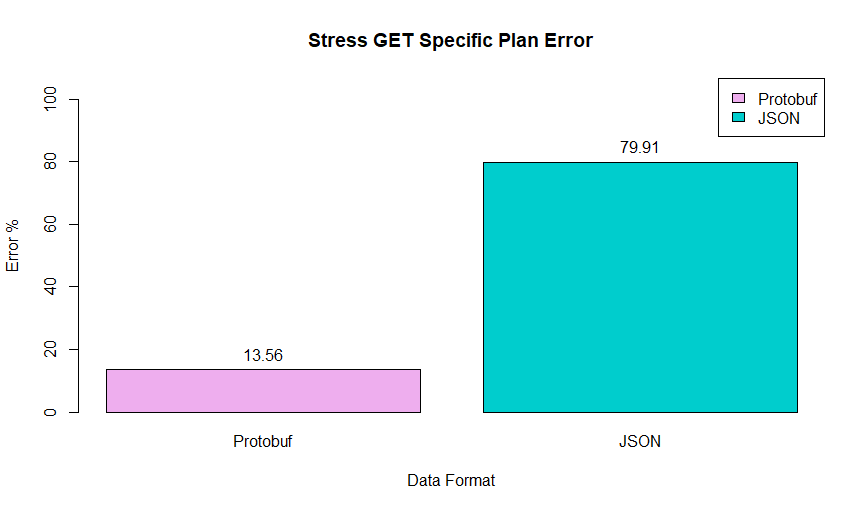 Stress GET Specific Plan Error
Protobuf
JSON
100
80
60
40
20
0
Error %
13.56
79.91
Protobuf
JSON
Data Format